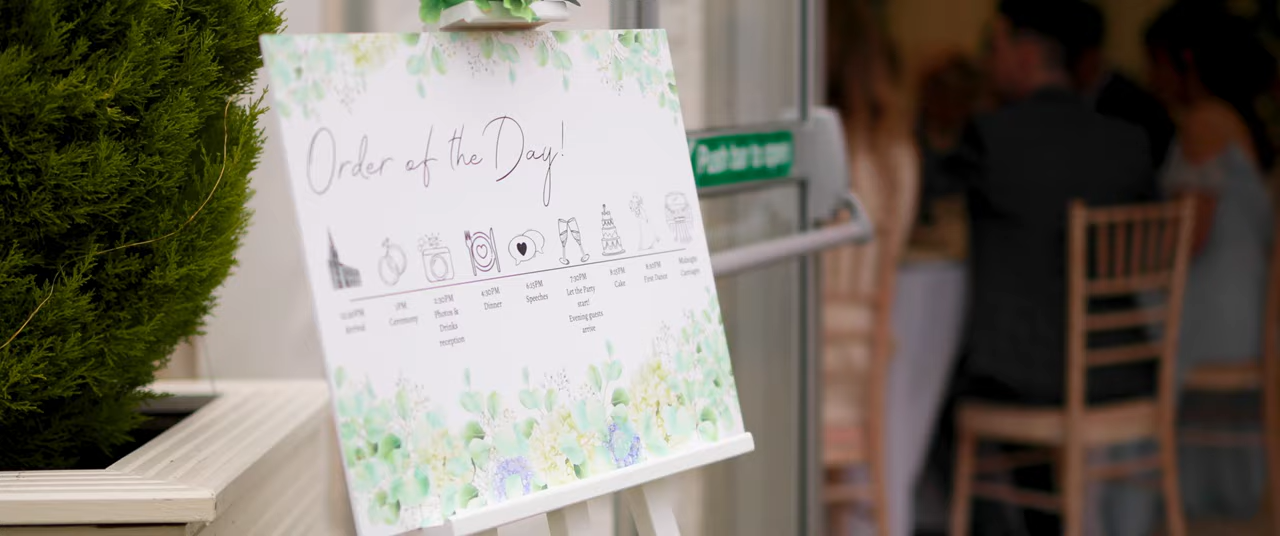 Order of the Day!
Push bar to open
12:30PM
Arrival
1PM
Ceremony
Photos &
Drinks
reception
4:30PM
Dinner
6:15PM
Speeches
7:30PM
Let the Party
start!
Evening guests
arrive
8:15PM
Cake
8:30PM
First Dance
Midnight
Carriages